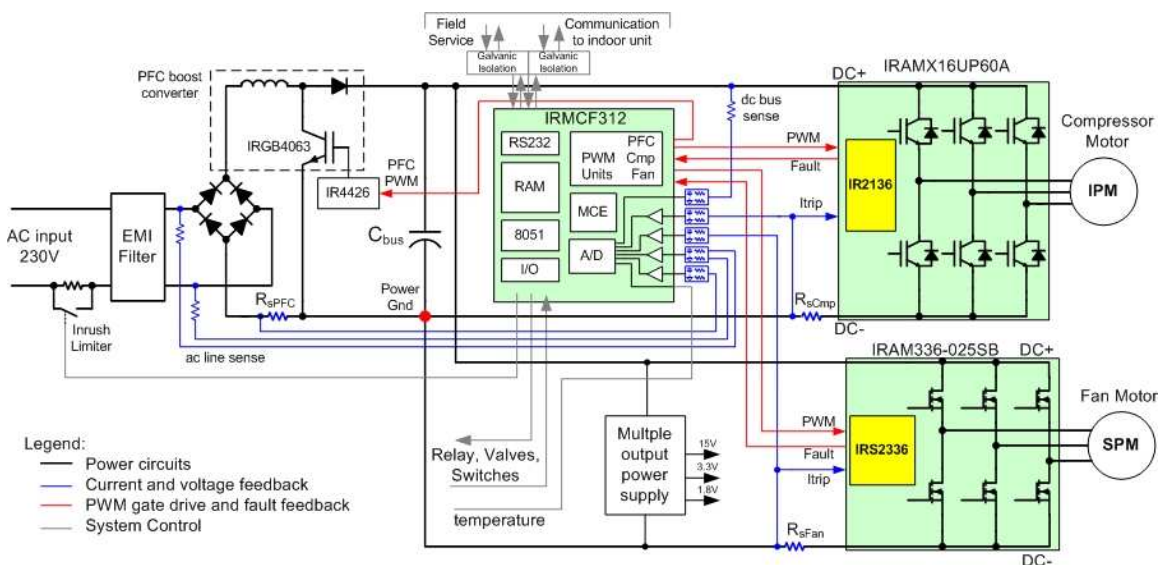 Field
Service
Communication
to indoor unit
Galvanic
Isolation
Galvanic
Isolation
PFC boost
converter
IRGB4063
IR4426
PFC
PWM
AC input
230V
EMI
Filter
Inrush
Limiter
ac line sense
RsPFC
Cbus
Power
Gnd
IRMCF312
RS232
RAM
8051
I/O
PWM
Units
PFC
Cmp
Fan
MCE
A/D
dc bus
sense
PWM
Fault
Itrip
RsCmp
IRAMX16UP60A
DC+
IR2136
DC-
Compressor
Motor
IPM
IRAM336-025SB
DC+
PWM
Fault
Itrip
IRS2336
RsFan
DC-
Fan Motor
SPM
Relay, Valves,
Switches
temperature
Multple
output
power
supply
15V
3.3V
1.8V
Legend:
Power circuits
Current and voltage feedback
PWM gate drive and fault feedback
System Control